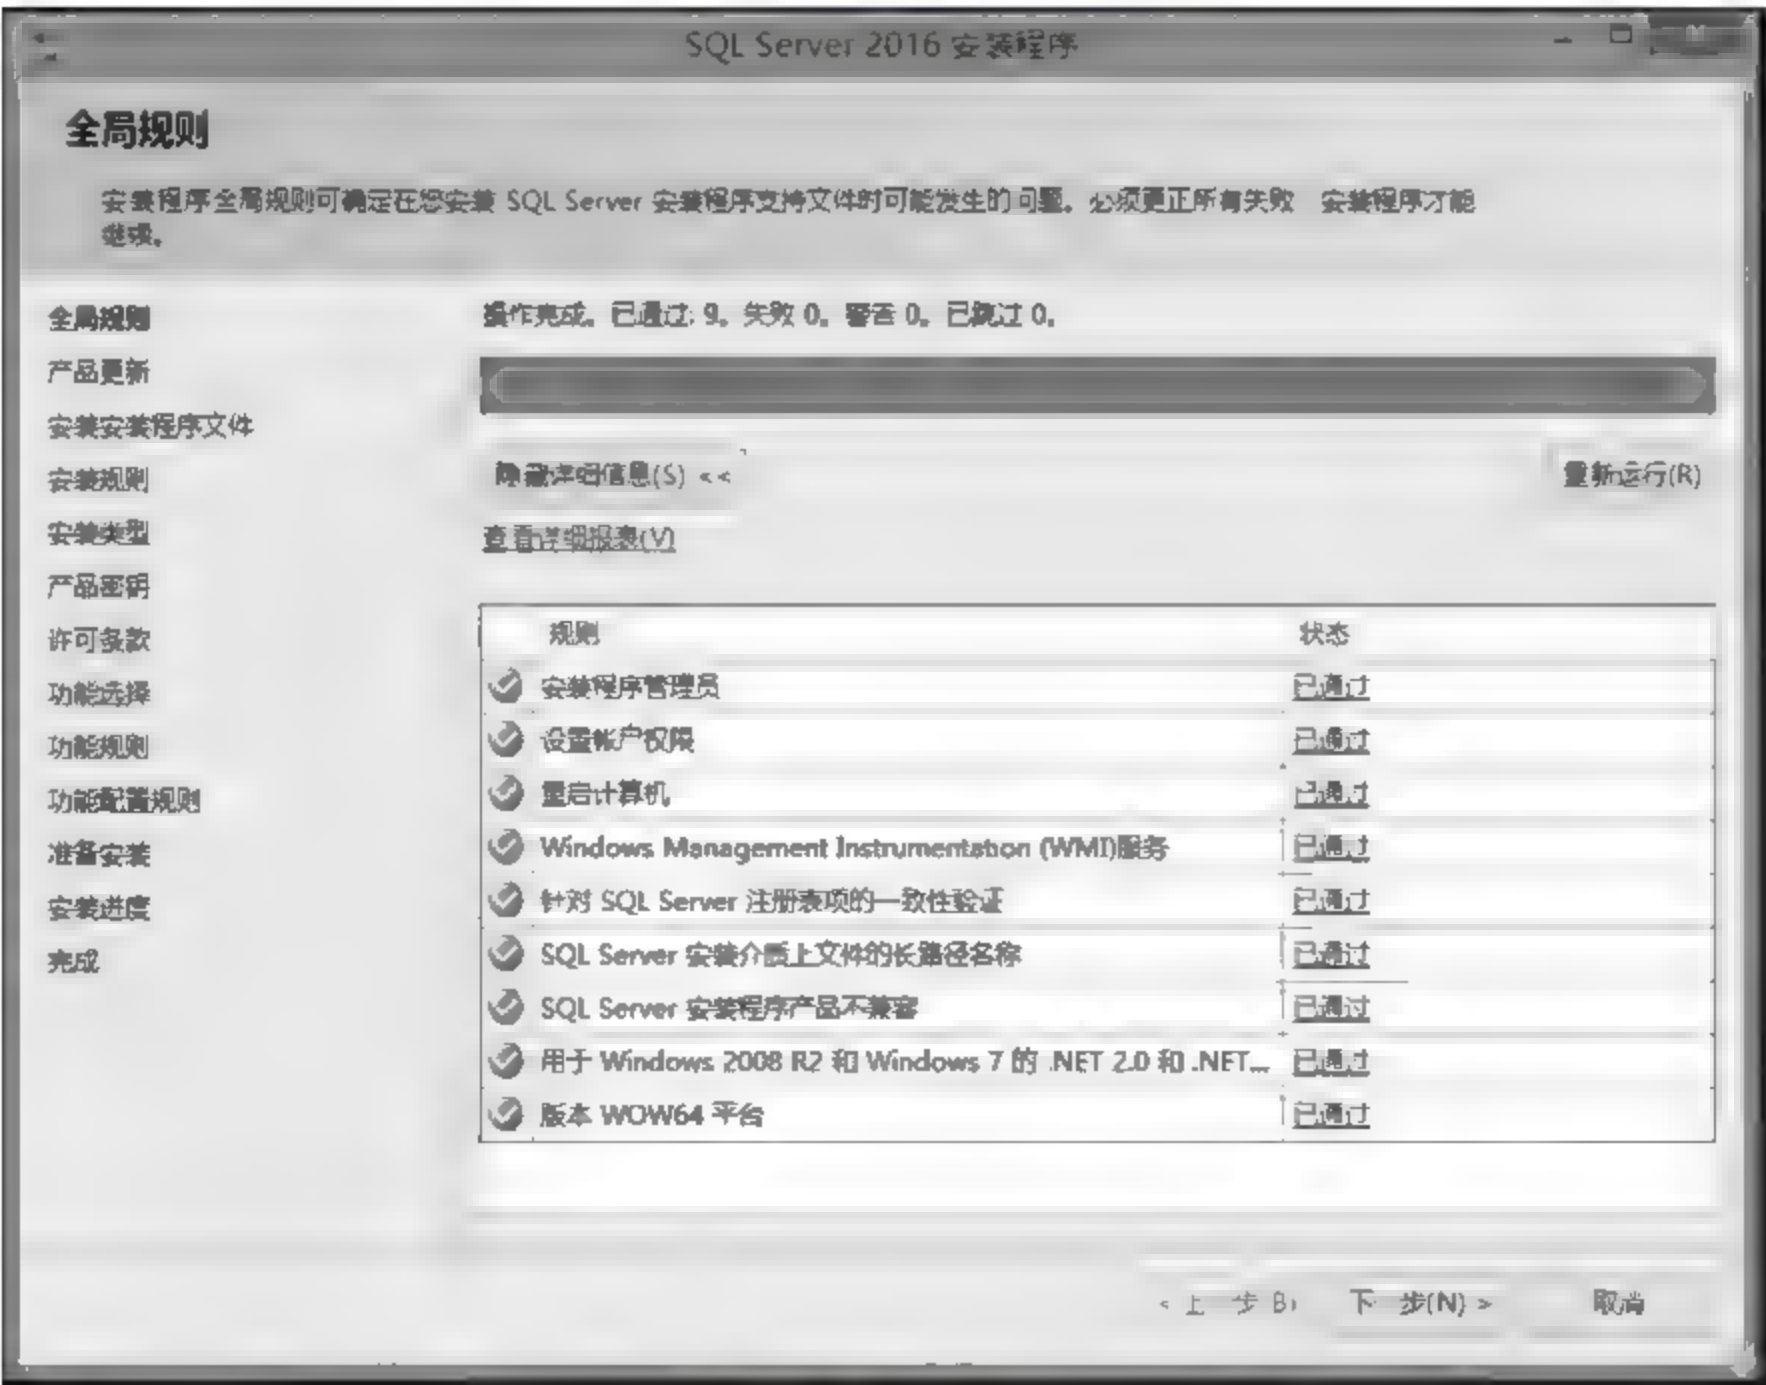 SQL Server 2016 安装程序
全局规则
安装程序全局规则可确定在您安装 SQL Server 安装程序支持文件时可能发生的问题。必须更正所有失败 安装程序才能
继续。
全局规则
产品更新
安装安装程序文件
安装规则
安装类型
产品密钥
许可条款
功能选择
功能规则
功能配置规则
准备安装
安装进度
完成
操作完成。已通过: 9。失败 0。警告 0。已跳过 0。
隐藏详细信息(S) <<
重新运行(R)
查看详细报表(V)
规则 状态
安装程序管理员 已通过
设置帐户权限 已通过
重启计算机 已通过
Windows Management Instrumentation (WMI)服务 已通过
针对 SQL Server 注册表项的一致性验证 已通过
SQL Server 安装介质上文件的长路径名称 已通过
SQL Server 安装程序产品不兼容 已通过
用于 Windows 2008 R2 和 Windows 7 的 .NET 2.0 和 .NET... 已通过
版本 WOW64 平台 已通过
< 上一步(B) 下一步(N) > 取消